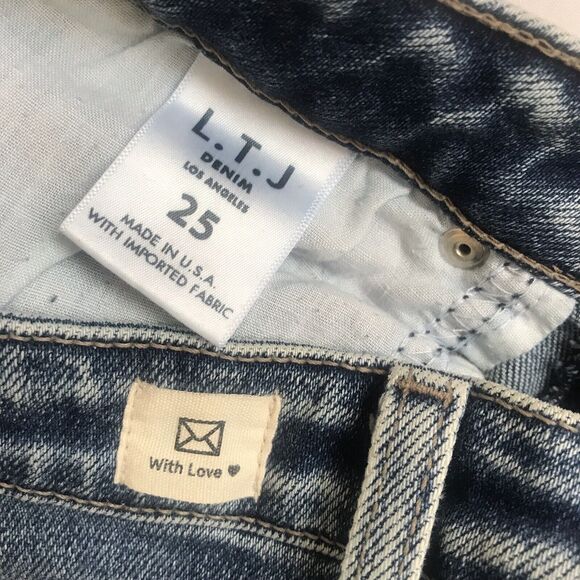 L.T.J
DENIM
LOS ANGELES
25
MADE IN U.S.A.
WITH IMPORTED FABRIC
With Love ♥